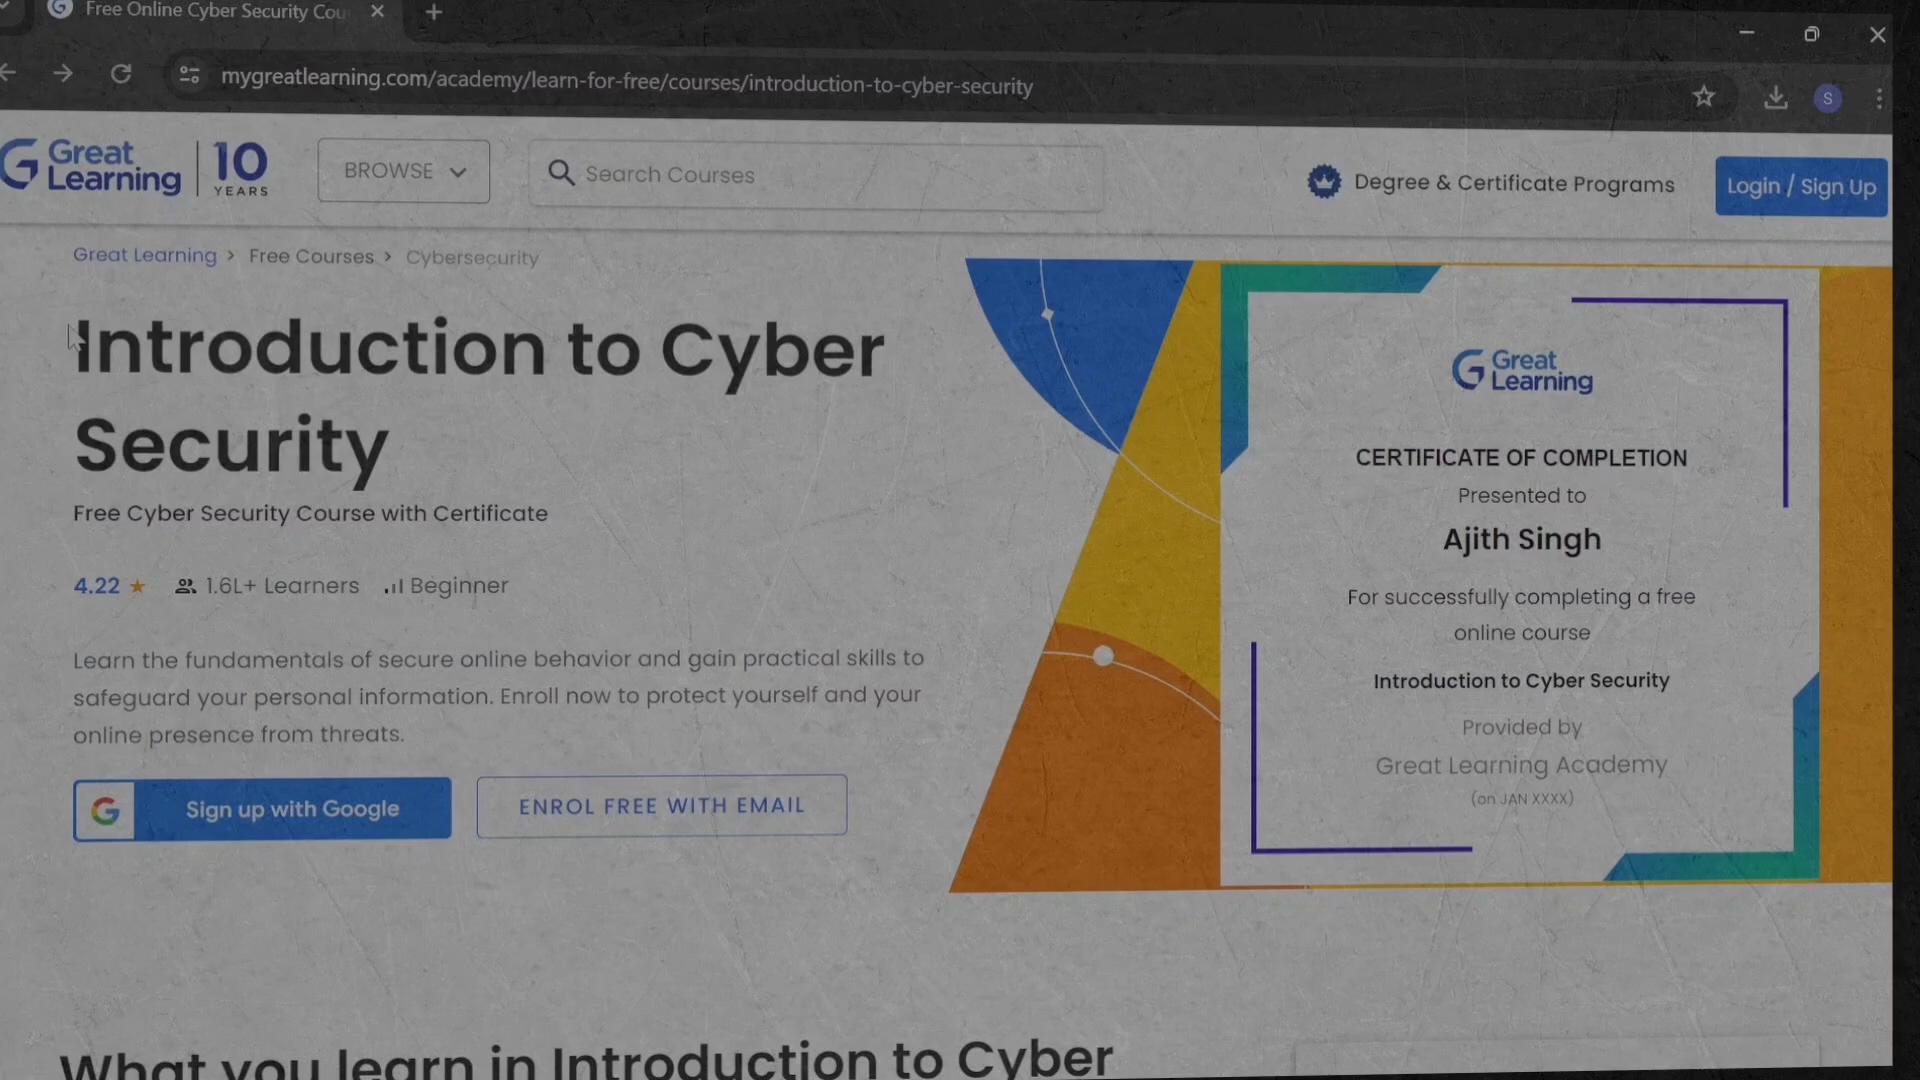 Free Online Cyber Security Cou
mygreatlearning.com/academy/learn-for-free/courses/introduction-to-cyber-security
S
Great Learning
10 YEARS
BROWSE
Search Courses
Degree & Certificate Programs
Login / Sign Up
Great Learning > Free Courses > Cybersecurity
Introduction to Cyber
Security
Free Cyber Security Course with Certificate
4.22 ★ 1.6L+ Learners Beginner
Learn the fundamentals of secure online behavior and gain practical skills to
safeguard your personal information. Enroll now to protect yourself and your
online presence from threats.
G Sign up with Google
ENROL FREE WITH EMAIL
Great
Learning
CERTIFICATE OF COMPLETION
Presented to
Ajith Singh
For successfully completing a free
online course
Introduction to Cyber Security
Provided by
Great Learning Academy
(on JAN XXXX)
What you learn in Introduction to Cyber